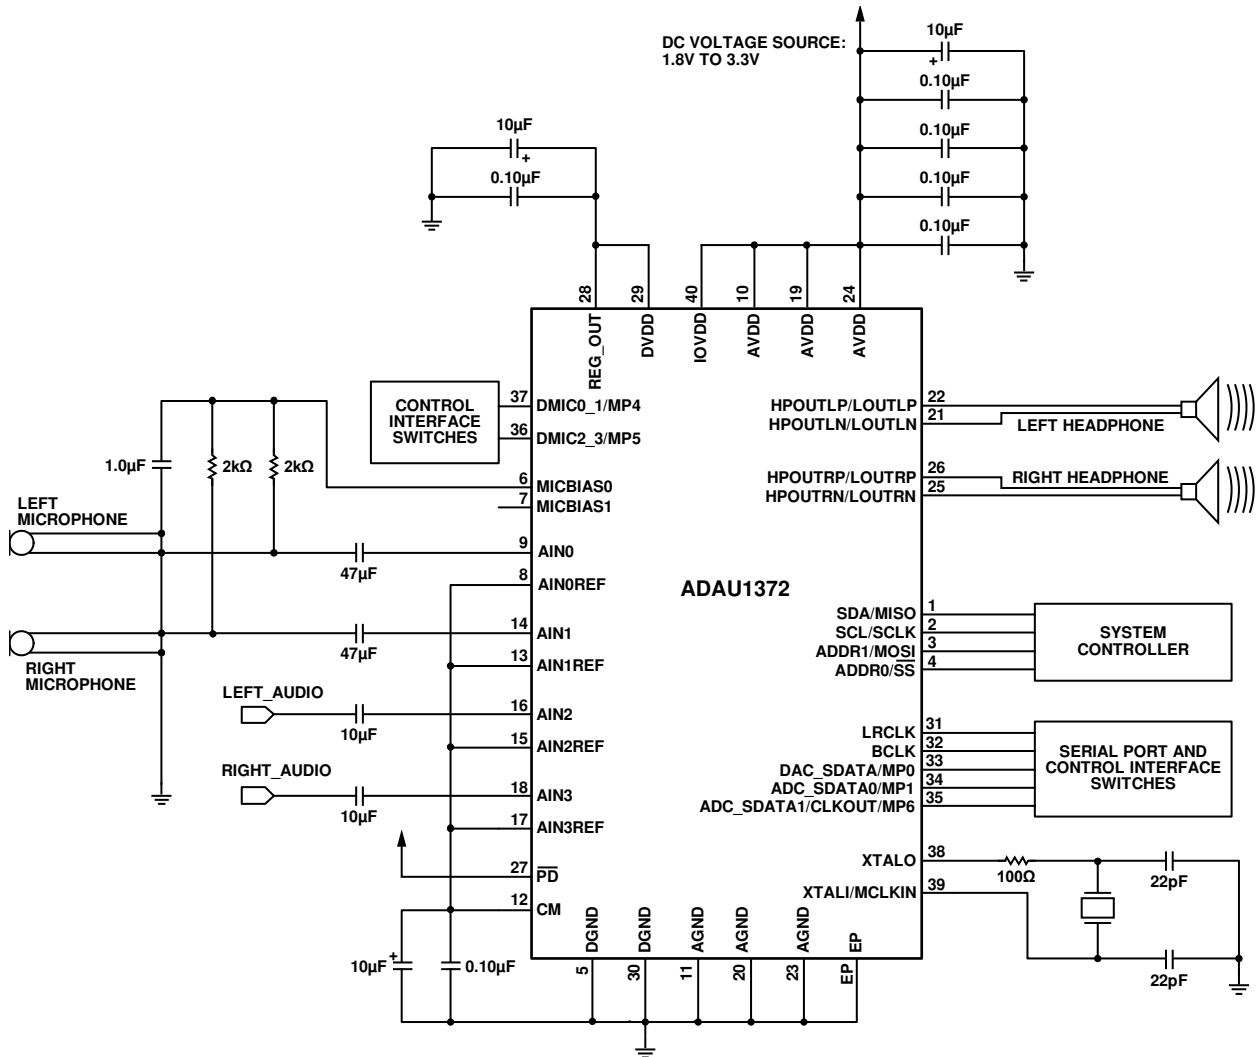 DC VOLTAGE SOURCE:
1.8V TO 3.3V
10µF
+
0.10µF
0.10µF
0.10µF
0.10µF
10µF
+
0.10µF
28
29
40
10
19
24
REG_OUT
DVDD
IOVDD
AVDD
AVDD
AVDD
CONTROL
INTERFACE
SWITCHES
37
DMIC0_1/MP4
36
DMIC2_3/MP5
1.0µF
2kΩ
2kΩ
6
MICBIAS0
7
MICBIAS1
LEFT
MICROPHONE
9
AIN0
47µF
8
AIN0REF
14
AIN1
47µF
13
AIN1REF
RIGHT
MICROPHONE
LEFT_AUDIO
16
AIN2
10µF
15
AIN2REF
RIGHT_AUDIO
18
AIN3
10µF
17
AIN3REF
27
PD
12
CM
10µF
+
0.10µF
ADAU1372
HPOUTLP/LOUTLP
22
HPOUTLN/LOUTLN
21
LEFT HEADPHONE
HPOUTRP/LOUTRP
26
HPOUTRN/LOUTRN
25
RIGHT HEADPHONE
SDA/MISO
1
SCL/SCLK
2
ADDR1/MOSI
3
ADDR0/SS
4
SYSTEM
CONTROLLER
LRCLK
31
BCLK
32
DAC_SDATA/MP0
33
ADC_SDATA0/MP1
34
ADC_SDATA1/CLKOUT/MP6
35
SERIAL PORT AND
CONTROL INTERFACE
SWITCHES
XTALO
38
100Ω
22pF
XTALI/MCLKIN
39
22pF
DGND
DGND
AGND
AGND
AGND
EP
5
30
11
20
23
EP